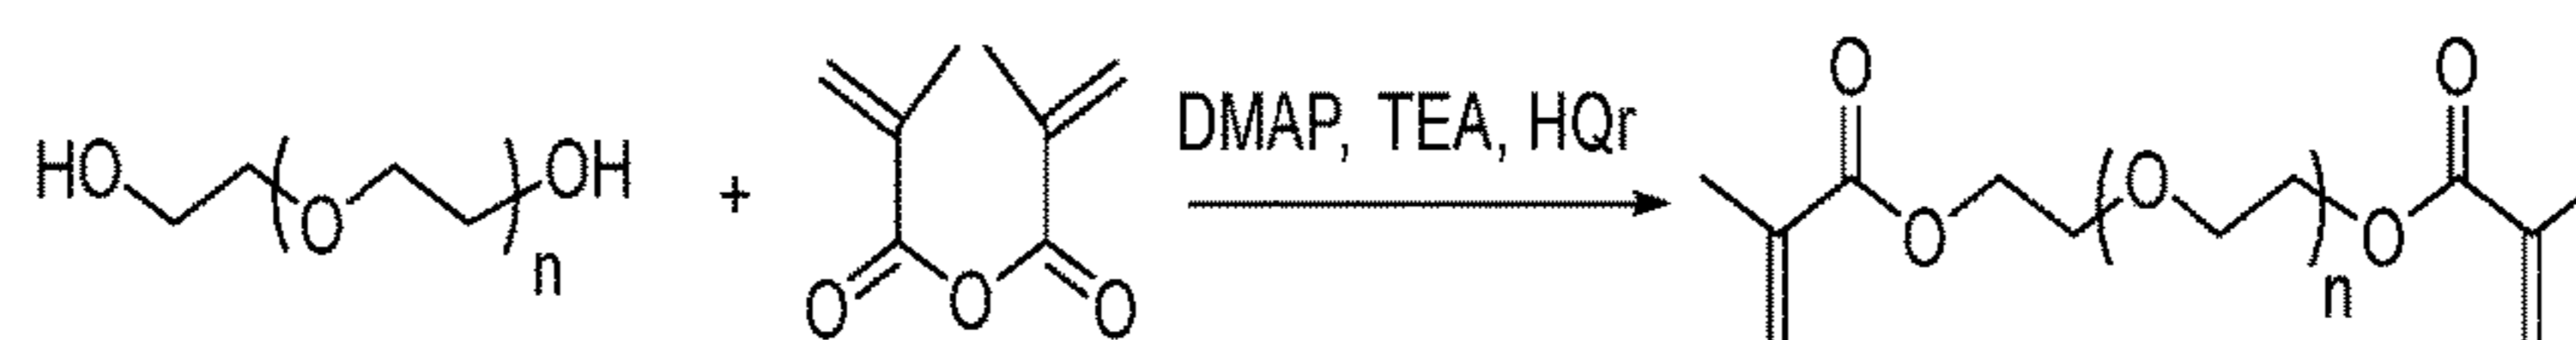 HO O n OH + O O O DMAP, TEA, HQr O O O n O O